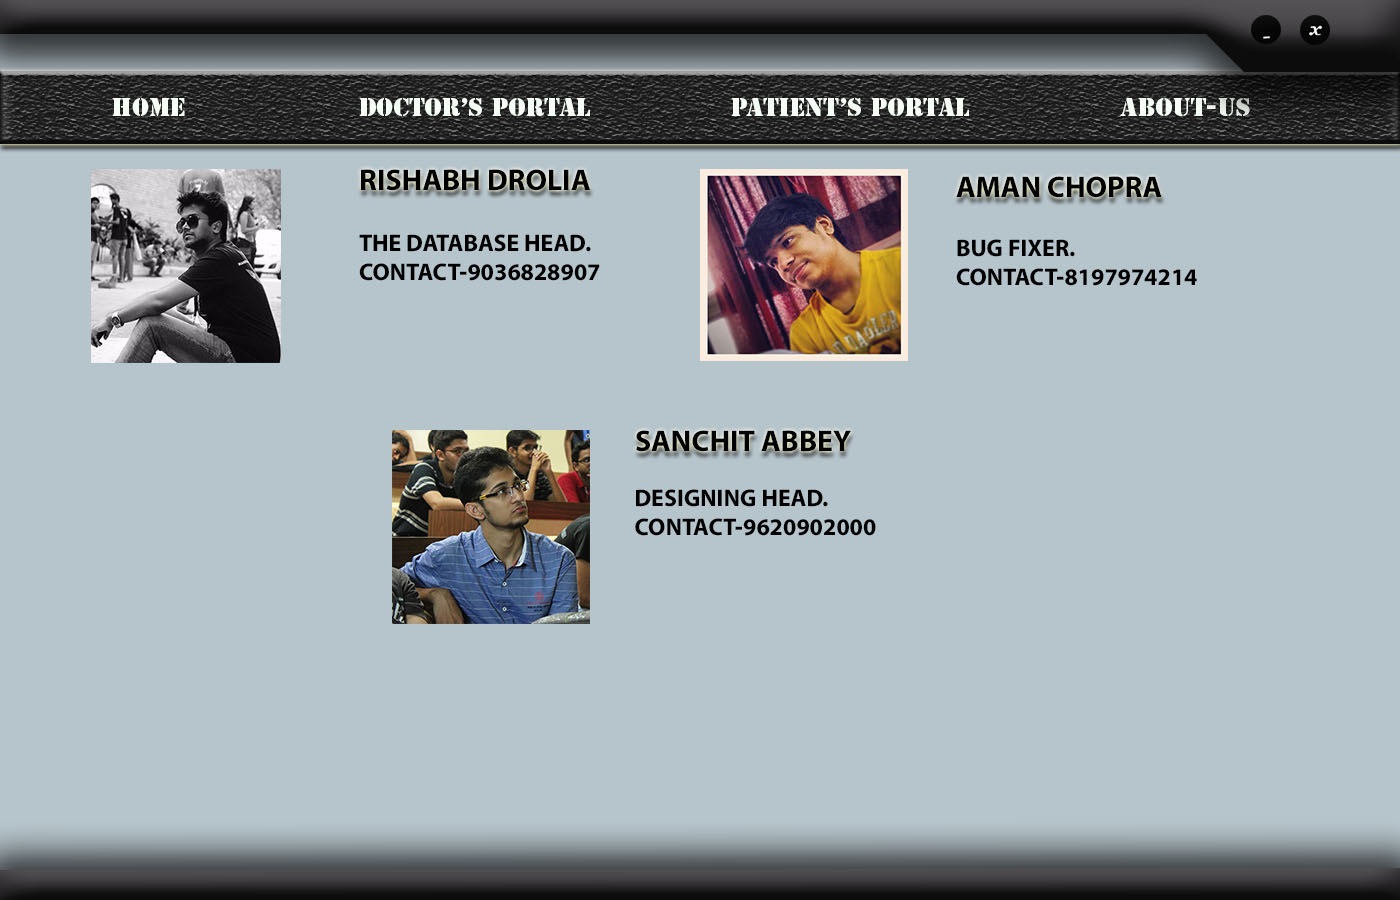 _ x
HOME DOCTOR'S PORTAL PATIENT'S PORTAL ABOUT-US
RISHABH DROLIA
THE DATABASE HEAD.
CONTACT-9036828907
AMAN CHOPRA
BUG FIXER.
CONTACT-8197974214
SANCHIT ABBEY
DESIGNING HEAD.
CONTACT-9620902000